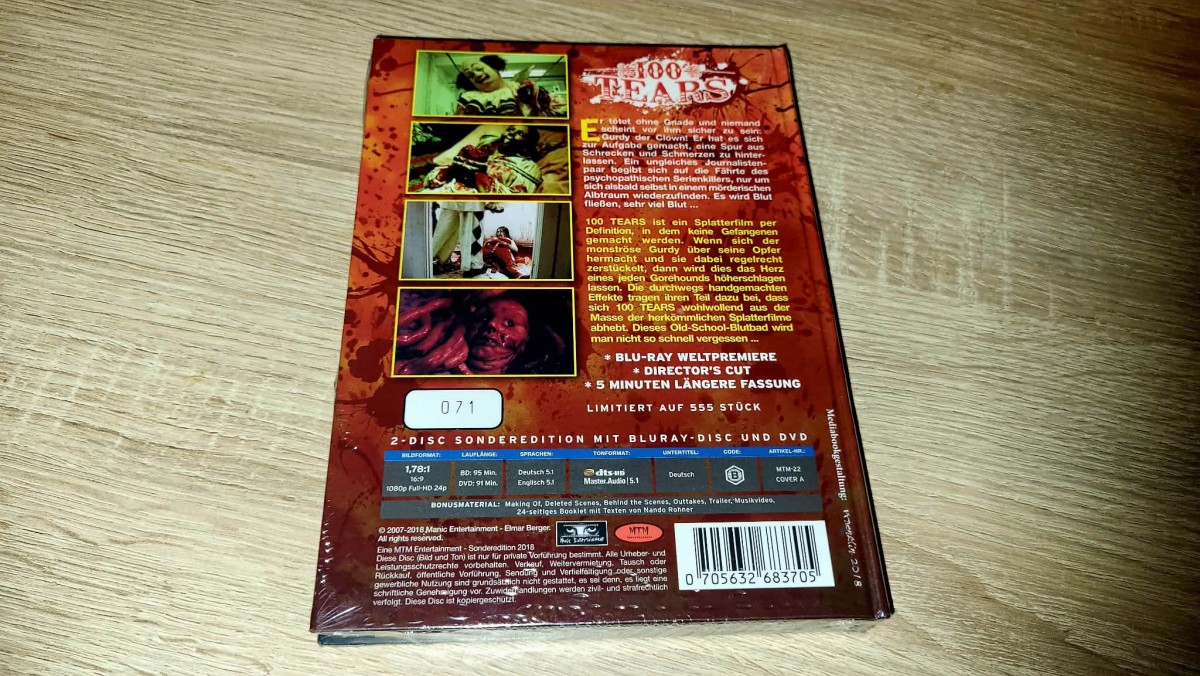 100
TEARS
Er tötet ohne Gnade und niemand
scheint vor ihm sicher zu sein:
Gurdy der Clown! Er hat es sich
zur Aufgabe gemacht, eine Spur aus
Schrecken und Schmerzen zu hinter-
lassen. Ein ungleiches Journalisten-
paar begibt sich auf die Fährte des
psychopathischen Serienkillers, nur um
sich alsbald selbst in einem mörderischen
Albtraum wiederzufinden. Es wird Blut
fließen, sehr viel Blut ...
100 TEARS ist ein Splatterfilm per
Definition, in dem keine Gefangenen
gemacht werden. Wenn sich der
monströse Gurdy über seine Opfer
hermacht und sie dabei regelrecht
zerstückelt, dann wird dies das Herz
eines jeden Gorehounds höherschlagen
lassen. Die durchwegs handgemachten
Effekte tragen ihren Teil dazu bei, dass
sich 100 TEARS wohlwollend aus der
Masse der herkömmlichen Splatterfilme
abhebt. Dieses Old-School-Blutbad wird
man nicht so schnell vergessen ...
* BLU-RAY WELTPREMIERE
* DIRECTOR'S CUT
* 5 MINUTEN LÄNGERE FASSUNG
LIMITIERT AUF 555 STÜCK
071
2-DISC SONDEREDITION MIT BLURAY-DISC UND DVD
BILDFORMAT: LAUFLÄNGE: SPRACHEN: TONFORMAT: UNTERTITEL: CODE: ARTIKEL-NR.:
1,78:1 BD: 95 Min. Deutsch 5.1 dts-HD Deutsch B MTM-22
16:9 DVD: 91 Min. Englisch 5.1 Master Audio 5.1 COVER A
1080p Full-HD 24p
BONUSMATERIAL: Making Of, Deleted Scenes, Behind the Scenes, Outtakes, Trailer, Musikvideo,
24-seitiges Booklet mit Texten von Nando Rohner
© 2007-2018 Manic Entertainment - Elmar Berger.
All rights reserved.
MTM
Eine MTM Entertainment - Sonderedition 2018
Diese Disc (Bild und Ton) ist nur für private Vorführung bestimmt. Alle Urheber- und
Leistungsschutzrechte vorbehalten. Verkauf, Weitervermietung, Tausch oder
Rückkauf, öffentliche Vorführung, Sendung und Vertielfältigung oder sonstige
gewerbliche Nutzung sind grundsätzlich nicht gestattet, es sei denn, es liegt eine
schriftliche Genehmigung vor. Zuwiderhandlungen werden zivil- und strafrechtlich
verfolgt. Diese Disc ist kopiergeschützt.
0 705632 683705
Mediabookgestaltung: